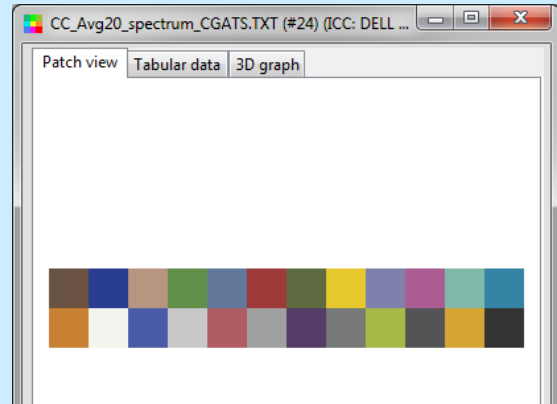 CC_Avg20_spectrum_CGATS.TXT (#24) (ICC: DELL ...
Patch view Tabular data 3D graph